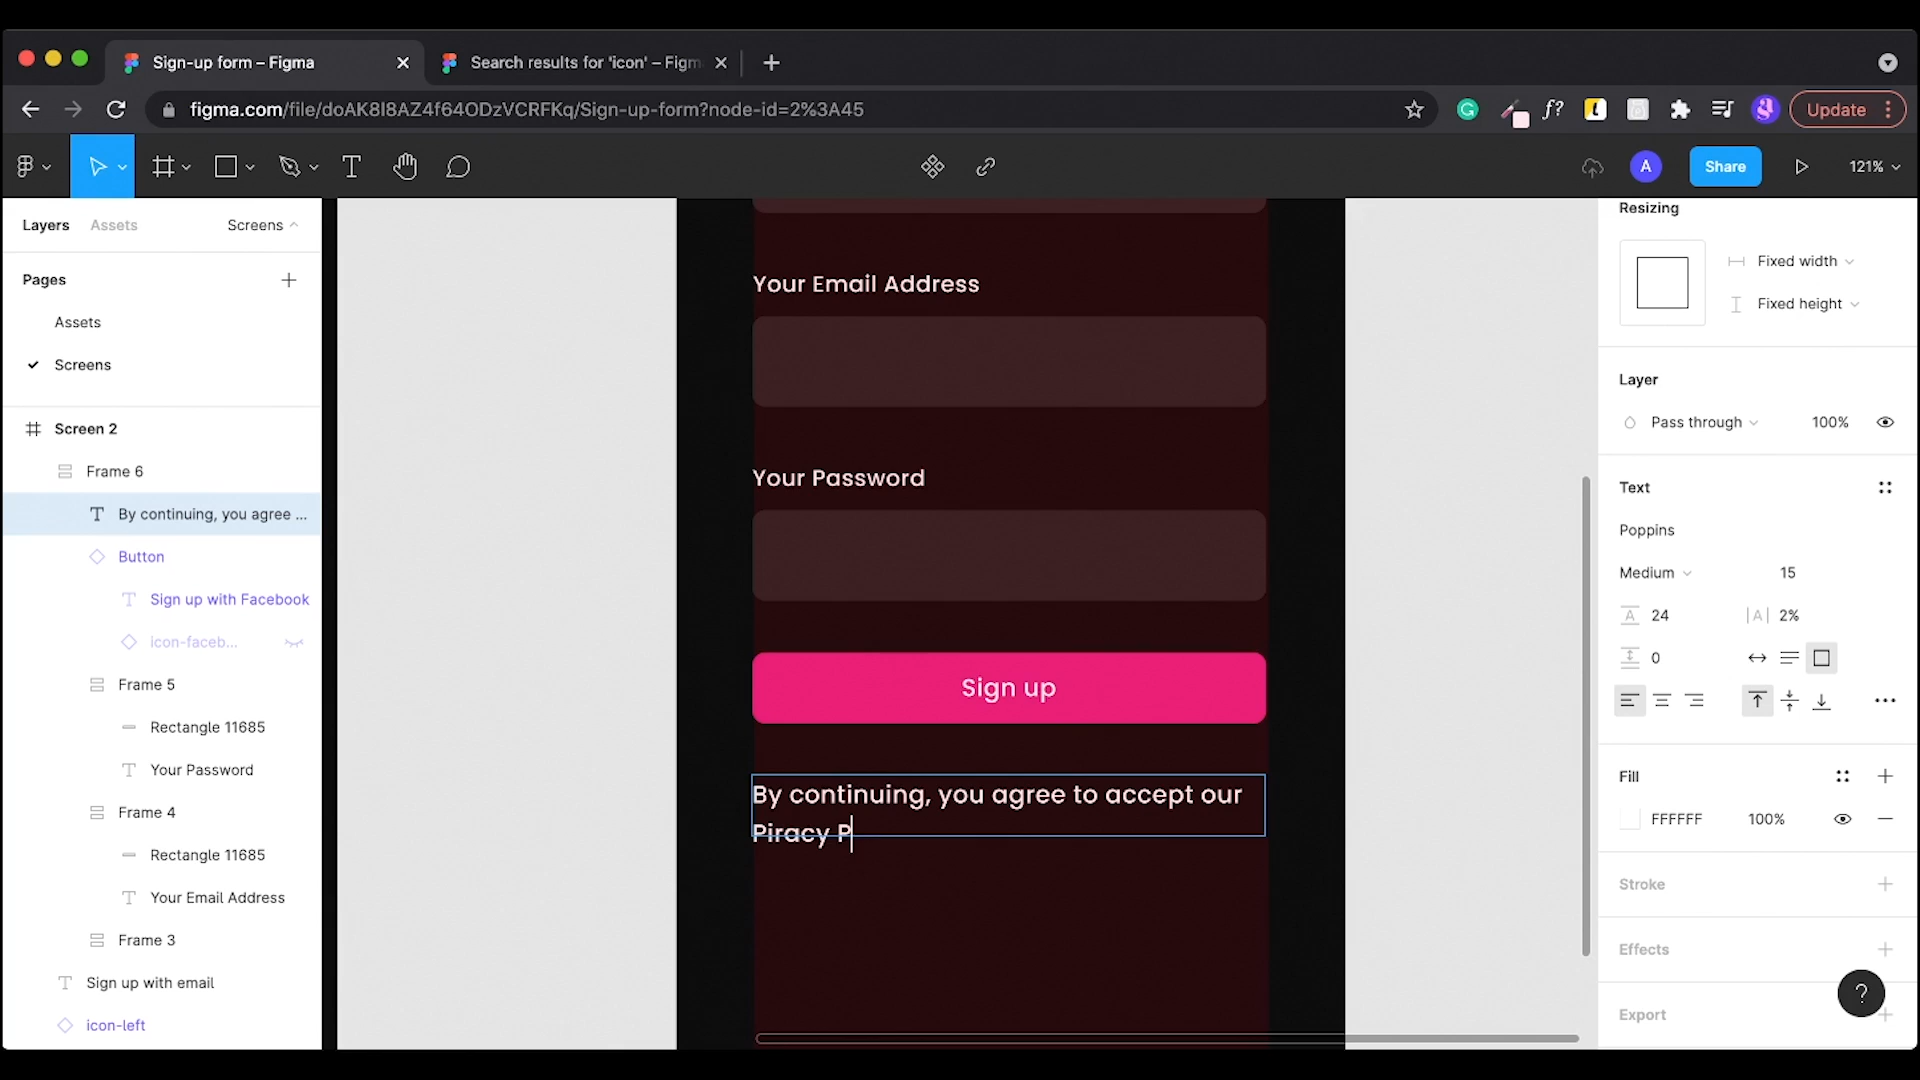 Sign-up form – Figma
Search results for 'icon' – Figm
figma.com/file/doAK8I8AZ4f64ODzVCRFKq/Sign-up-form?node-id=2%3A45
f?
Update
A
Share
121%
Layers
Assets
Screens
Pages
Assets
Screens
Screen 2
Frame 6
By continuing, you agree ...
Button
Sign up with Facebook
icon-faceb...
Frame 5
Rectangle 11685
Your Password
Frame 4
Rectangle 11685
Your Email Address
Frame 3
Sign up with email
icon-left
Your Email Address
Your Password
Sign up
By continuing, you agree to accept our
Piracy P
Resizing
Fixed width
Fixed height
Layer
Pass through
100%
Text
Poppins
Medium
15
24
2%
0
Fill
FFFFFF
100%
Stroke
Effects
Export
?